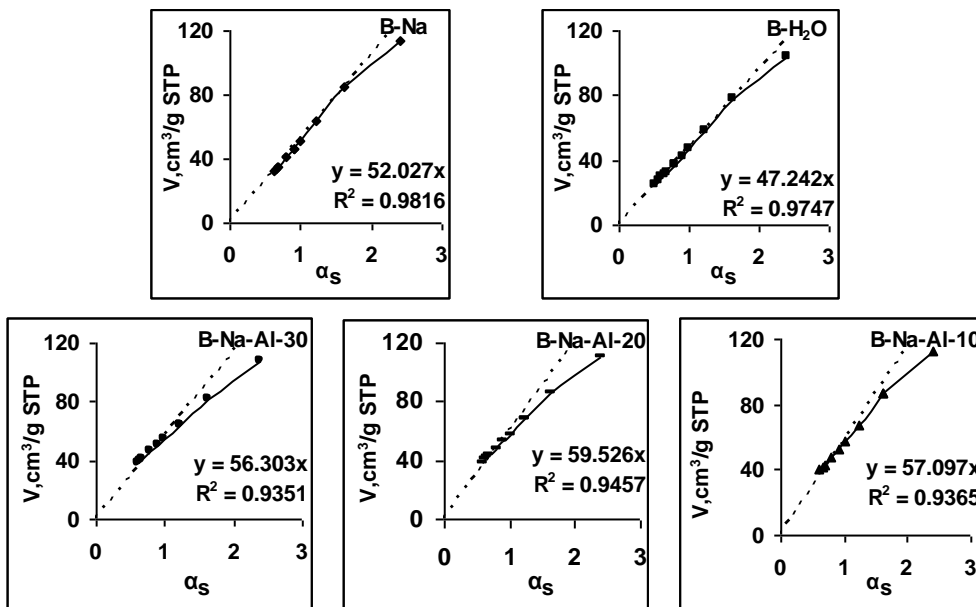 B-Na
V,cm³/g STP
120
80
40
0
y = 52.027x
R² = 0.9816
0 1 2 3
αs
B-H₂O
V,cm³/g STP
120
80
40
0
y = 47.242x
R² = 0.9747
0 1 2 3
αs
B-Na-Al-30
V,cm³/g STP
120
80
40
0
y = 56.303x
R² = 0.9351
0 1 2 3
αs
B-Na-Al-20
V,cm³/g STP
120
80
40
0
y = 59.526x
R² = 0.9457
0 1 2 3
αs
B-Na-Al-10
V,cm³/g STP
120
80
40
0
y = 57.097x
R² = 0.9365
0 1 2 3
αs